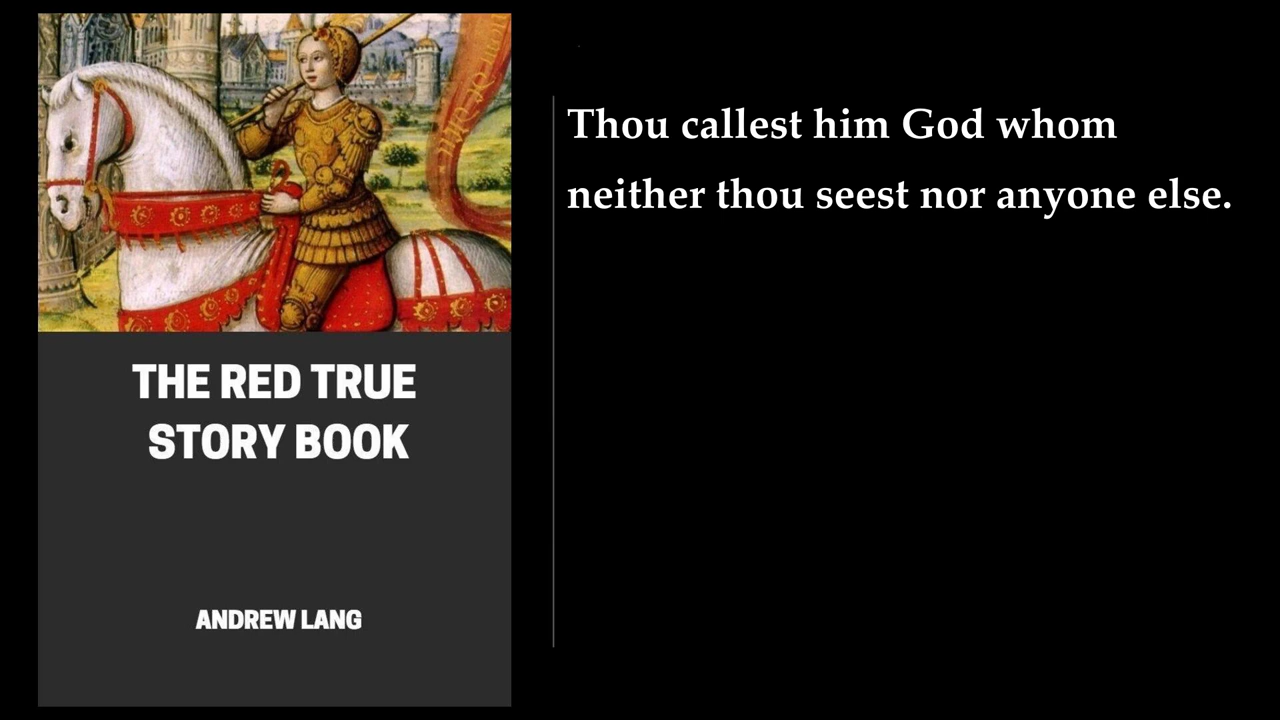 THE RED TRUE
STORY BOOK
ANDREW LANG
Thou callest him God whom
neither thou seest nor anyone else.